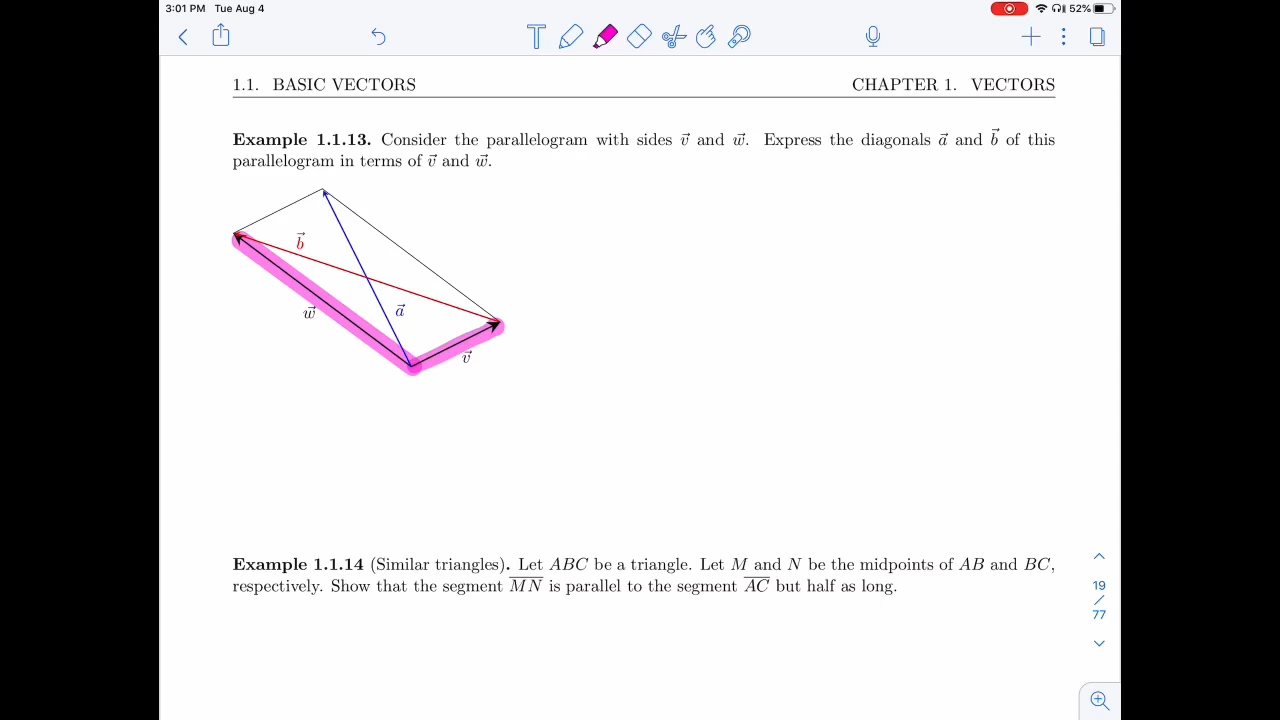 3:01 PM Tue Aug 4 52%
T
1.1. BASIC VECTORS CHAPTER 1. VECTORS
Example 1.1.13. Consider the parallelogram with sides v⃗ and w⃗. Express the diagonals a⃗ and b⃗ of this
parallelogram in terms of v⃗ and w⃗.
b⃗
a⃗
w⃗
v⃗
Example 1.1.14 (Similar triangles). Let ABC be a triangle. Let M and N be the midpoints of AB and BC,
respectively. Show that the segment M̅N̅ is parallel to the segment A̅C̅ but half as long.
19
/
77